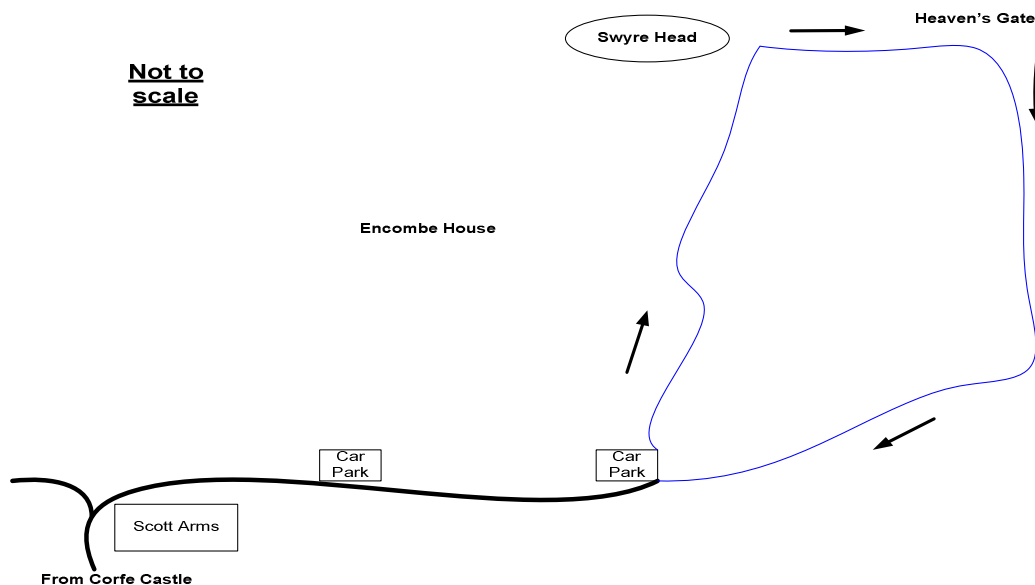 Heaven's Gate
Swyre Head
Not to
scale
Encombe House
Car
Park
Car
Park
Scott Arms
From Corfe Castle